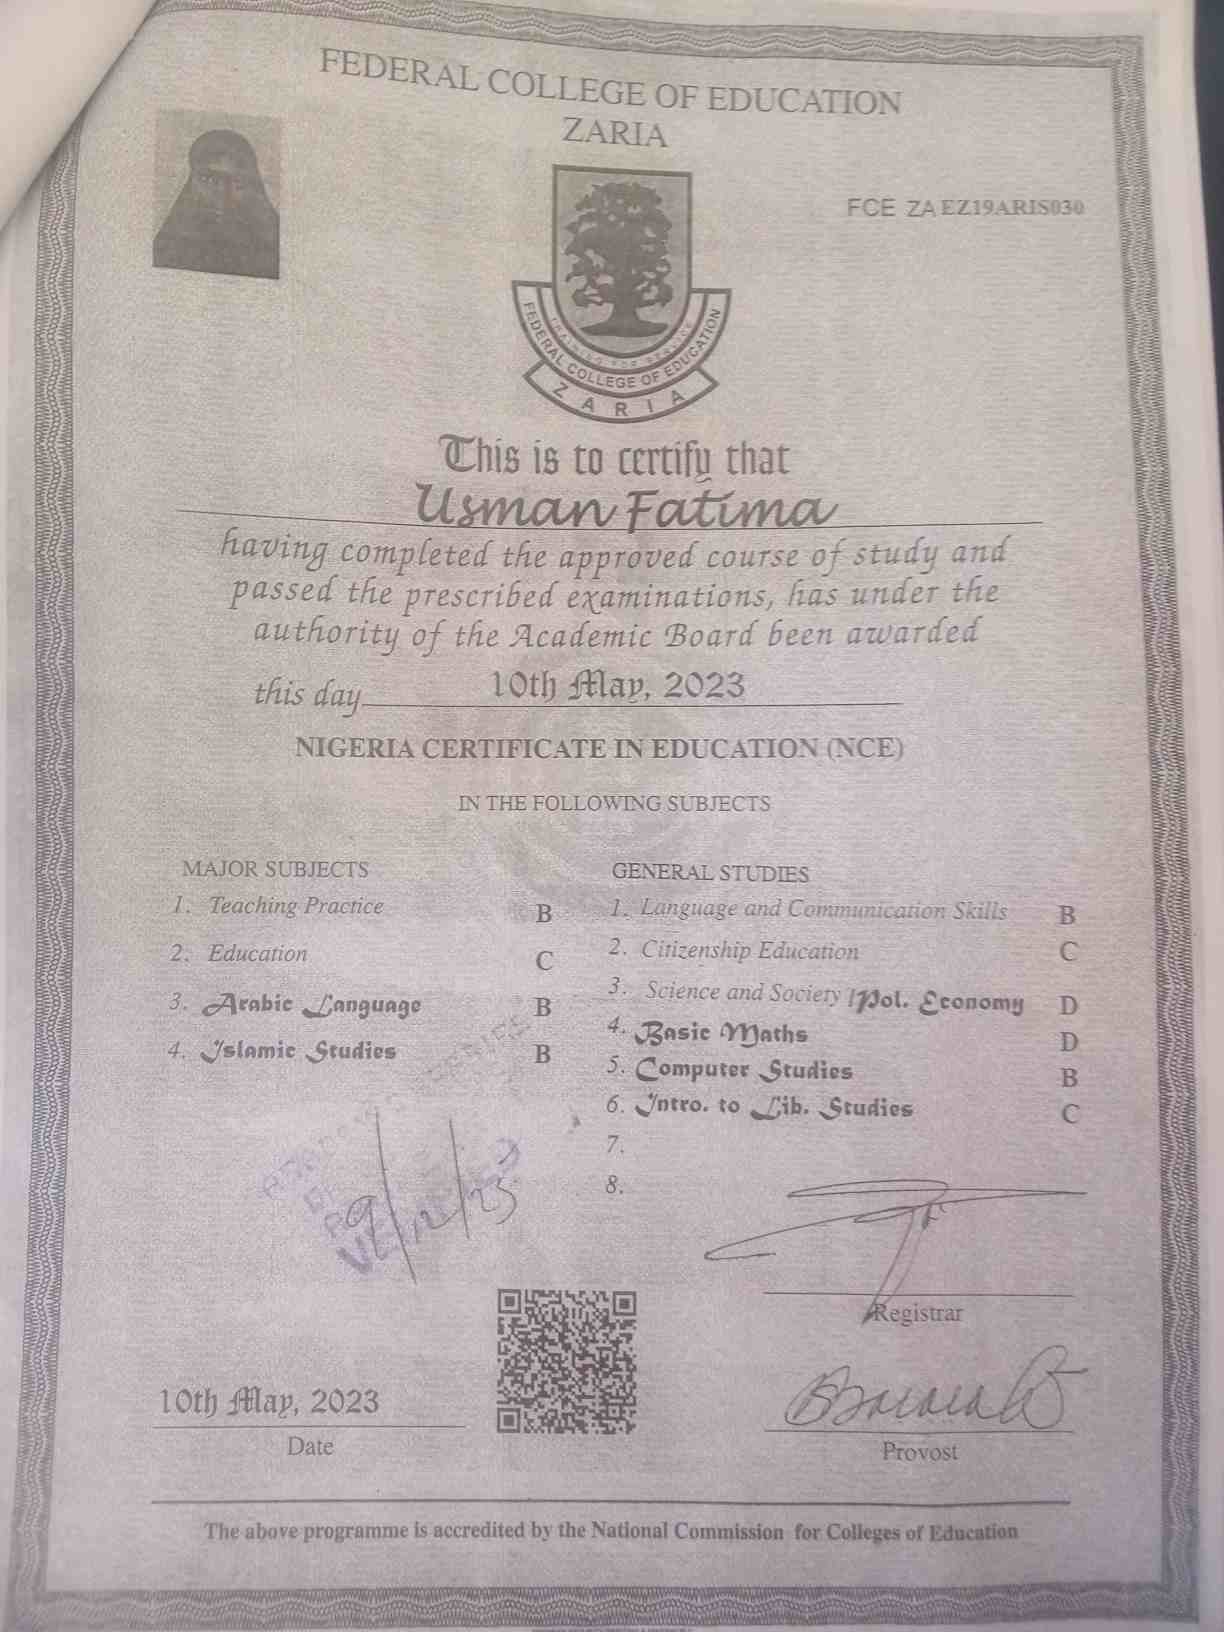 FEDERAL COLLEGE OF EDUCATION
ZARIA
FCE ZA EZ19ARIS030
TRAINING FOR SERVICE
FEDERAL COLLEGE OF EDUCATION
ZARIA
This is to certify that
Usman Fatima
having completed the approved course of study and
passed the prescribed examinations, has under the
authority of the Academic Board been awarded
this day 10th May, 2023
NIGERIA CERTIFICATE IN EDUCATION (NCE)
IN THE FOLLOWING SUBJECTS
MAJOR SUBJECTS
1. Teaching Practice B
2. Education C
3. Arabic Language B
4. Islamic Studies B
GENERAL STUDIES
1. Language and Communication Skills B
2. Citizenship Education C
3. Science and Society /Pol. Economy D
4. Basic Maths D
5. Computer Studies B
6. Intro. to Lib. Studies C
7.
8.
9/12/25
Registrar
10th May, 2023
Date
Provost
The above programme is accredited by the National Commission for Colleges of Education